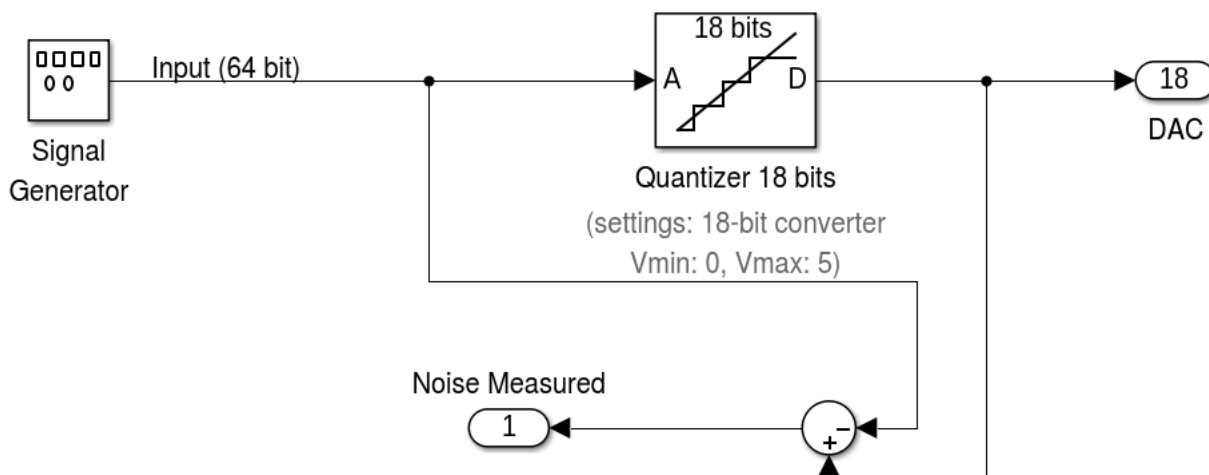 18 bits
Input (64 bit)
A
D
18
DAC
Signal
Generator
Quantizer 18 bits
(settings: 18-bit converter
Vmin: 0, Vmax: 5)
Noise Measured
1
−
+